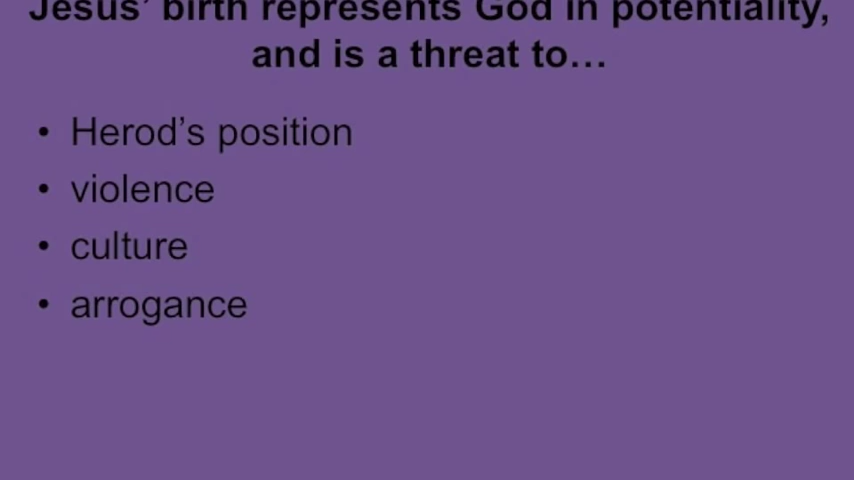 Jesus’ birth represents God in potentiality,
and is a threat to…
• Herod’s position
• violence
• culture
• arrogance